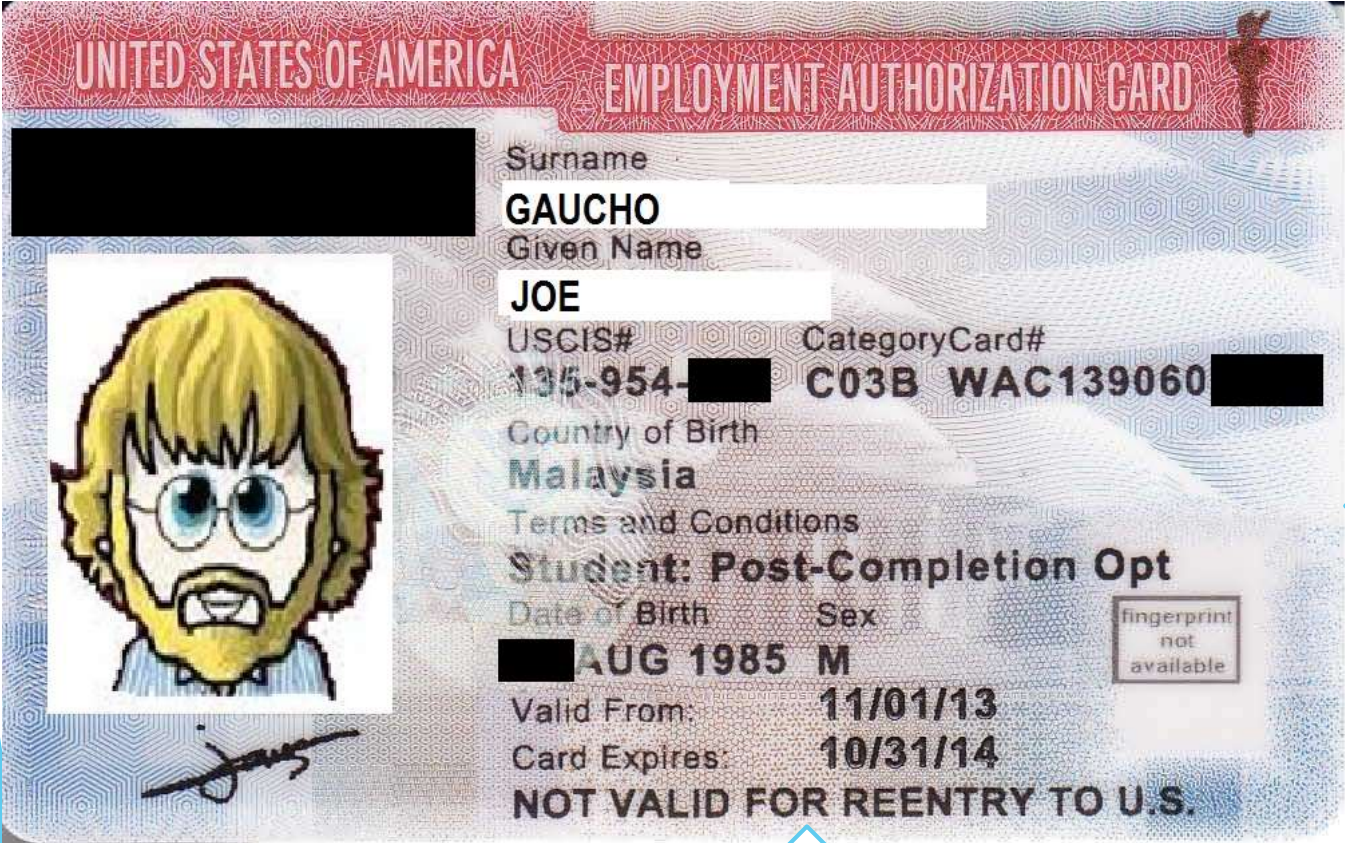 UNITED STATES OF AMERICA EMPLOYMENT AUTHORIZATION CARD
Surname
GAUCHO
Given Name
JOE
USCIS# CategoryCard#
135-954- C03B WAC139060
Country of Birth
Malaysia
Terms and Conditions
Student: Post-Completion Opt
Date of Birth Sex
AUG 1985 M
fingerprint
not
available
Valid From: 11/01/13
Card Expires: 10/31/14
NOT VALID FOR REENTRY TO U.S.